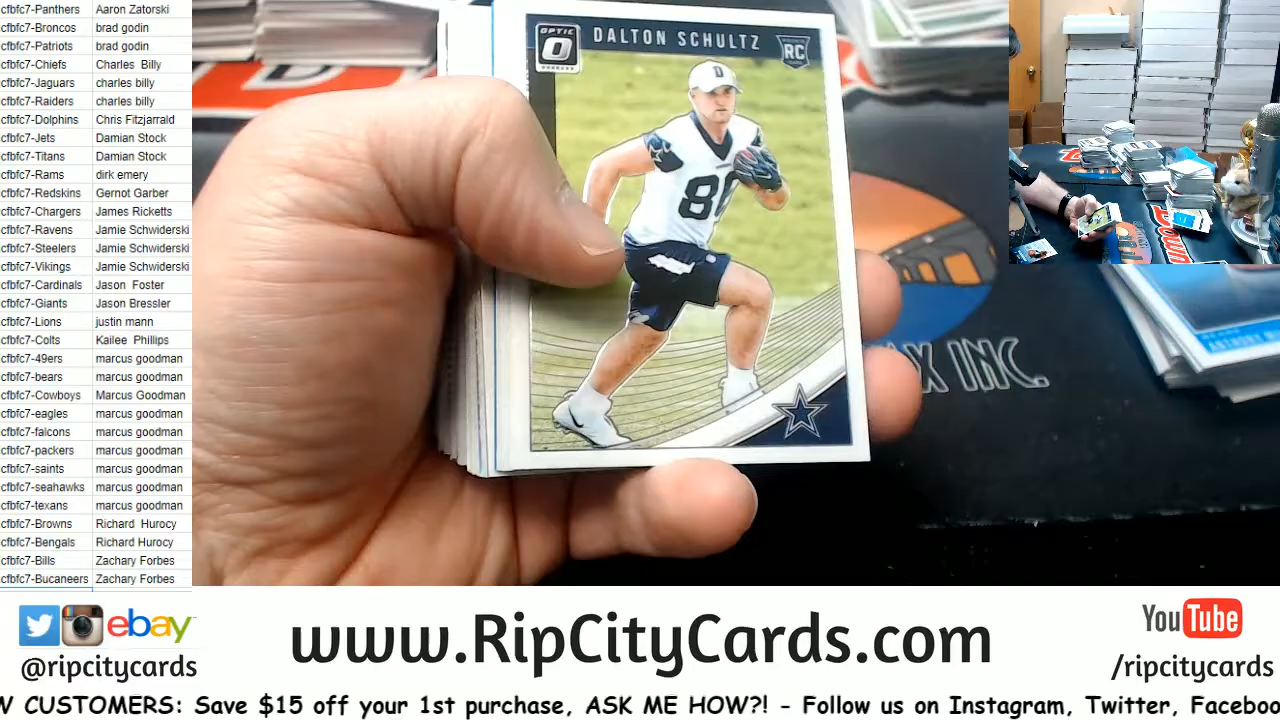 cfbfc7-Panthers Aaron Zatorski
cfbfc7-Broncos brad godin
cfbfc7-Patriots brad godin
cfbfc7-Chiefs Charles Billy
cfbfc7-Jaguars charles billy
cfbfc7-Raiders charles billy
cfbfc7-Dolphins Chris Fitzjarrald
cfbfc7-Jets Damian Stock
cfbfc7-Titans Damian Stock
cfbfc7-Rams dirk emery
cfbfc7-Redskins Gernot Garber
cfbfc7-Chargers James Ricketts
cfbfc7-Ravens Jamie Schwiderski
cfbfc7-Steelers Jamie Schwiderski
cfbfc7-Vikings Jamie Schwiderski
cfbfc7-Cardinals Jason Foster
cfbfc7-Giants Jason Bressler
cfbfc7-Lions justin mann
cfbfc7-Colts Kailee Phillips
cfbfc7-49ers marcus goodman
cfbfc7-bears marcus goodman
cfbfc7-Cowboys Marcus Goodman
cfbfc7-eagles marcus goodman
cfbfc7-falcons marcus goodman
cfbfc7-packers marcus goodman
cfbfc7-saints marcus goodman
cfbfc7-seahawks marcus goodman
cfbfc7-texans marcus goodman
cfbfc7-Browns Richard Hurocy
cfbfc7-Bengals Richard Hurocy
cfbfc7-Bills Zachary Forbes
cfbfc7-Bucaneers Zachary Forbes
OPTIC
DALTON SCHULTZ
RC
INC.
BEARS
ANTHONY
ebay
@ripcitycards
www.RipCityCards.com
YouTube
/ripcitycards
W CUSTOMERS: Save $15 off your 1st purchase, ASK ME HOW?! - Follow us on Instagram, Twitter, Faceboo